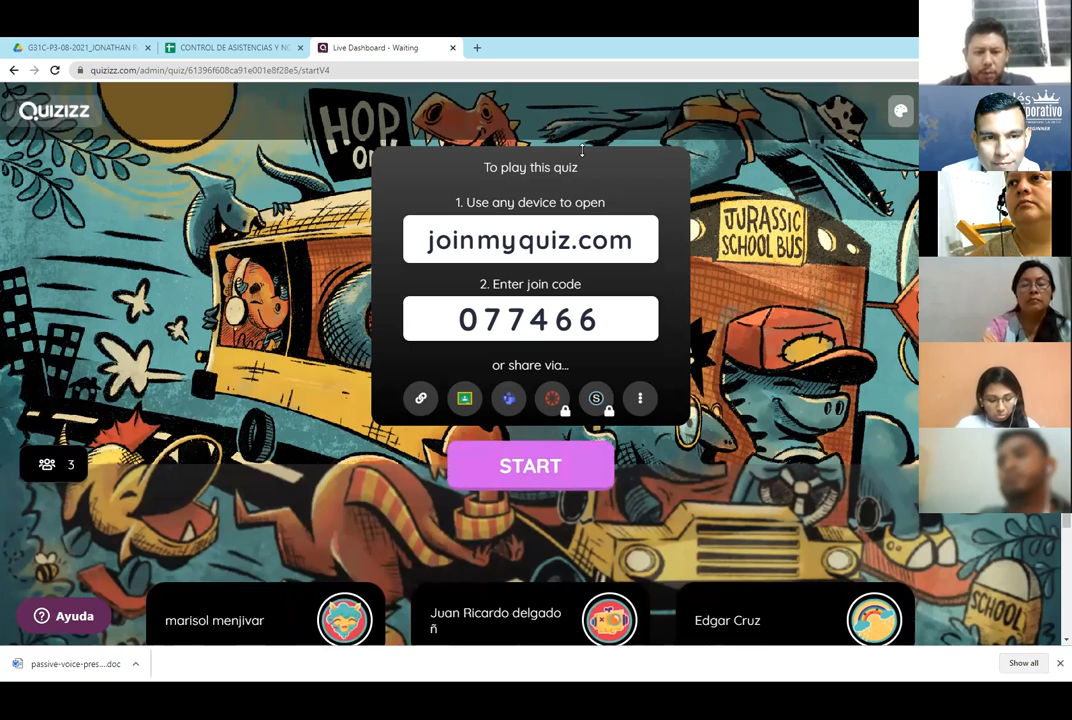 G31C-P3-08-2021_JONATHAN R
CONTROL DE ASISTENCIAS Y NO
Live Dashboard - Waiting
quizizz.com/admin/quiz/61396f608ca91e001e8f28e5/startV4
QUIZIZZ
HOP
To play this quiz
1. Use any device to open
joinmyquiz.com
2. Enter join code
077466
or share via...
START
JURASSIC
SCHOOL BUS
3
marisol menjivar
Juan Ricardo delgado
ñ
Edgar Cruz
SCHOOL
Ayuda
passive-voice-pres....doc
Show all